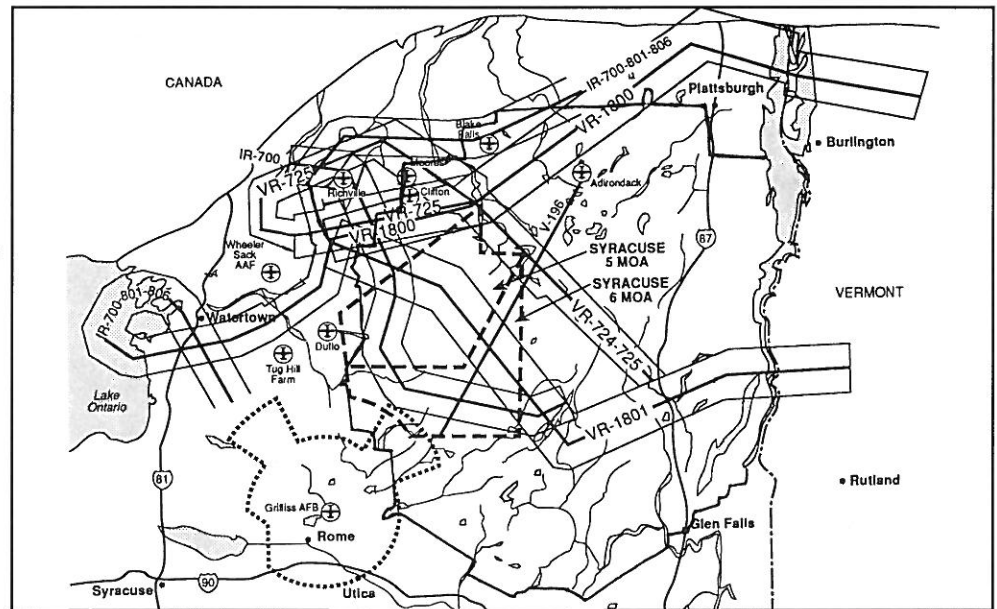 CANADA
IR-700-801-806
VR-1800
Plattsburgh
Burlington
Blake
Falls
Moores
IR-700
VR-725
Richville
Clifton
VR-725
VR-1800
Adirondack
V-196
87
SYRACUSE
5 MOA
SYRACUSE
6 MOA
Wheeler
Sack
AAF
VERMONT
IR-700-801-806
Watertown
Duflo
Tug Hill
Farm
VR-724-725
Lake
Ontario
VR-1801
81
Rutland
Griffiss AFB
Rome
Glen Falls
Syracuse
90
Utica